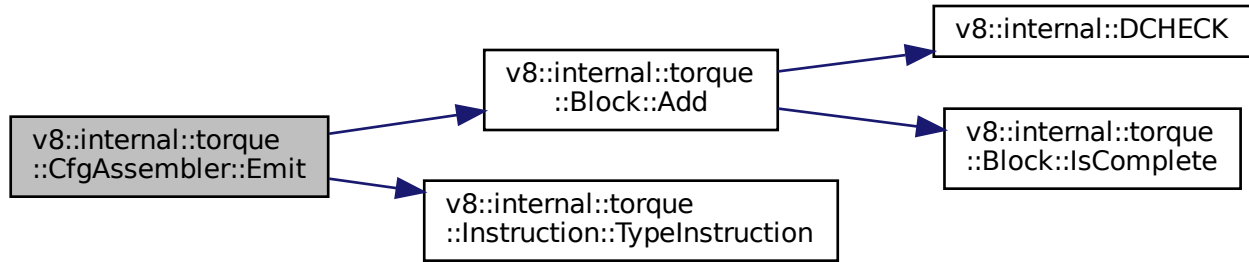 v8::internal::torque
::CfgAssembler::Emit
v8::internal::torque
::Block::Add
v8::internal::DCHECK
v8::internal::torque
::Block::IsComplete
v8::internal::torque
::Instruction::TypeInstruction